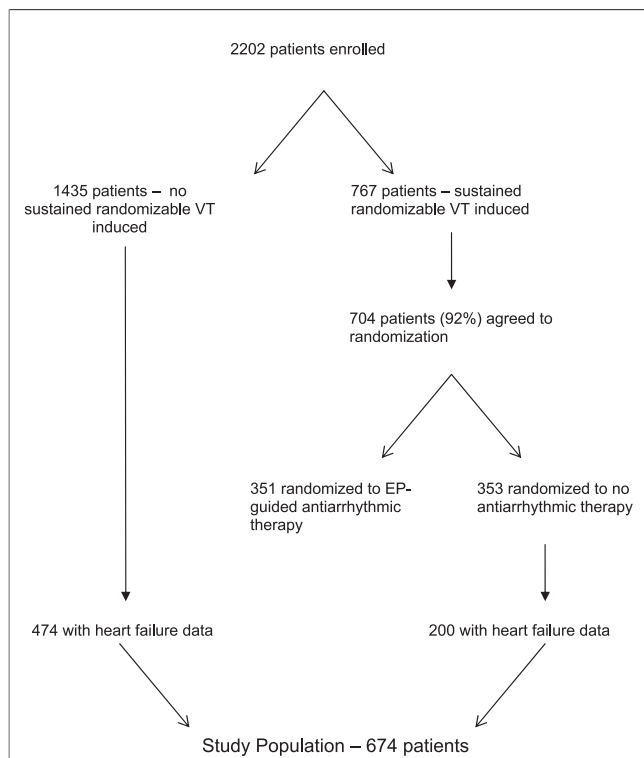 2202 patients enrolled
1435 patients – no
sustained randomizable VT
induced
767 patients – sustained
randomizable VT induced
704 patients (92%) agreed to
randomization
351 randomized to EP-
guided antiarrhythmic
therapy
353 randomized to no
antiarrhythmic therapy
474 with heart failure data
200 with heart failure data
Study Population – 674 patients